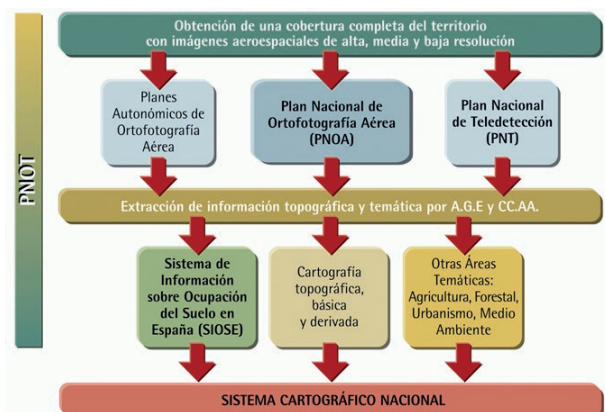 Obtención de una cobertura completa del territorio
con imágenes aeroespaciales de alta, media y baja resolución
PNOT
Planes
Autonómicos de
Ortofotografía
Aérea
Plan Nacional de
Ortofotografía Aérea
(PNOA)
Plan Nacional
de Teledetección
(PNT)
Extracción de información topográfica y temática por A.G.E y CC.AA.
Sistema de
Información
sobre Ocupación
del Suelo en
España (SIOSE)
Cartografía
topográfica,
básica
y derivada
Otras Áreas
Temáticas:
Agricultura, Forestal,
Urbanismo, Medio
Ambiente
SISTEMA CARTOGRÁFICO NACIONAL